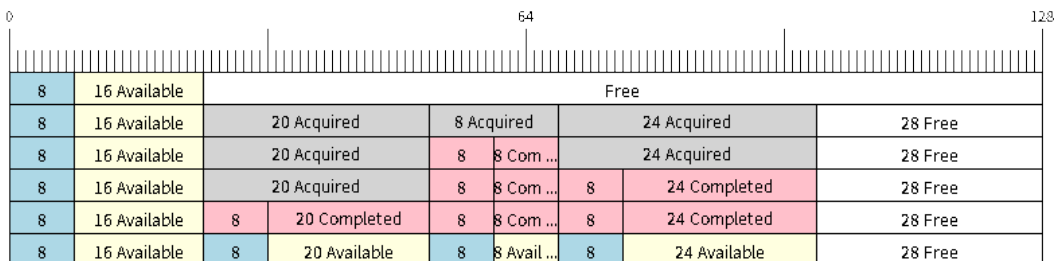 0 64 128
8 16 Available Free
8 16 Available 20 Acquired 8 Acquired 24 Acquired 28 Free
8 16 Available 20 Acquired 8 8 Com ... 24 Acquired 28 Free
8 16 Available 20 Acquired 8 8 Com ... 8 24 Completed 28 Free
8 16 Available 8 20 Completed 8 8 Com ... 8 24 Completed 28 Free
8 16 Available 8 20 Available 8 8 Avail ... 8 24 Available 28 Free